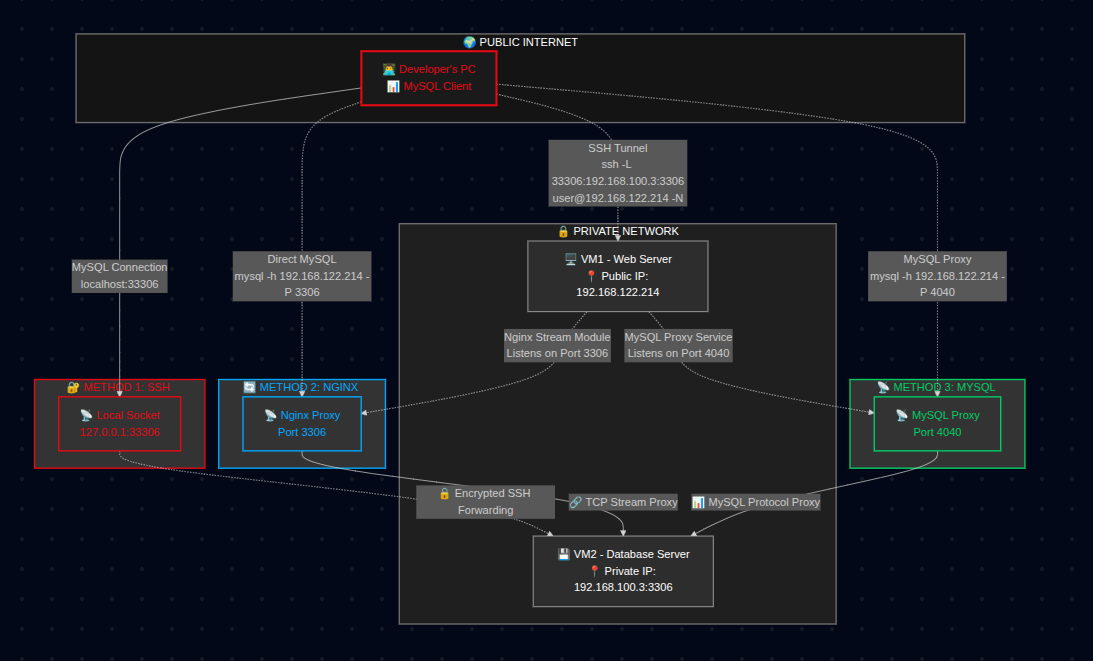 🌍 PUBLIC INTERNET
👨‍💻 Developer's PC
📊 MySQL Client
SSH Tunnel
ssh -L
33306:192.168.100.3:3306
user@192.168.122.214 -N
🔒 PRIVATE NETWORK
🖥️ VM1 - Web Server
📍 Public IP:
192.168.122.214
MySQL Connection
localhost:33306
Direct MySQL
mysql -h 192.168.122.214 -
P 3306
MySQL Proxy
mysql -h 192.168.122.214 -
P 4040
Nginx Stream Module
Listens on Port 3306
MySQL Proxy Service
Listens on Port 4040
🔐 METHOD 1: SSH
📡 Local Socket
127.0.0.1:33306
🔄 METHOD 2: NGINX
📡 Nginx Proxy
Port 3306
📡 METHOD 3: MYSQL
📡 MySQL Proxy
Port 4040
🔒 Encrypted SSH
Forwarding
🔗 TCP Stream Proxy
📊 MySQL Protocol Proxy
💾 VM2 - Database Server
📍 Private IP:
192.168.100.3:3306